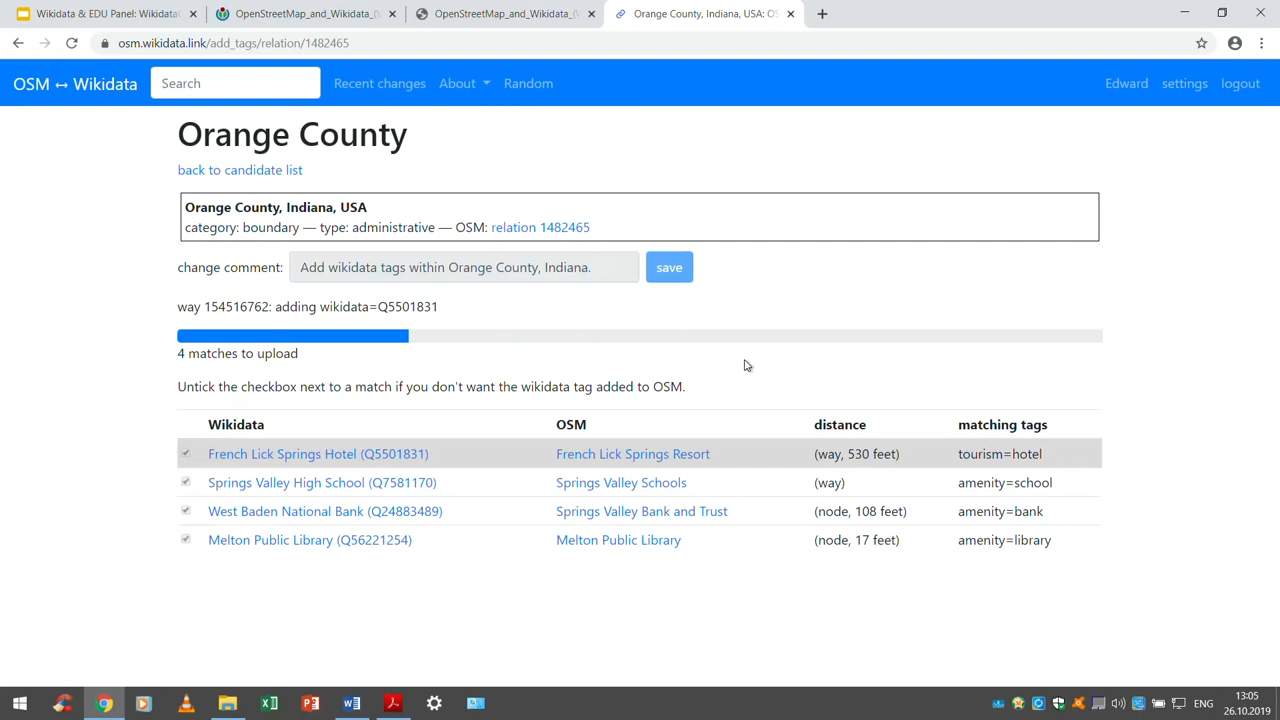 Wikidata & EDU Panel: Wikidata
OpenStreetMap_and_Wikidata_(
OpenStreetMap_and_Wikidata_(
Orange County, Indiana, USA: OS
osm.wikidata.link/add_tags/relation/1482465
OSM ↔ Wikidata Search Recent changes About Random Edward settings logout
Orange County
back to candidate list
Orange County, Indiana, USA
category: boundary — type: administrative — OSM: relation 1482465
change comment: Add wikidata tags within Orange County, Indiana. save
way 154516762: adding wikidata=Q5501831
4 matches to upload
Untick the checkbox next to a match if you don't want the wikidata tag added to OSM.
Wikidata OSM distance matching tags
French Lick Springs Hotel (Q5501831) French Lick Springs Resort (way, 530 feet) tourism=hotel
Springs Valley High School (Q7581170) Springs Valley Schools (way) amenity=school
West Baden National Bank (Q24883489) Springs Valley Bank and Trust (node, 108 feet) amenity=bank
Melton Public Library (Q56221254) Melton Public Library (node, 17 feet) amenity=library
ENG
13:05
26.10.2019